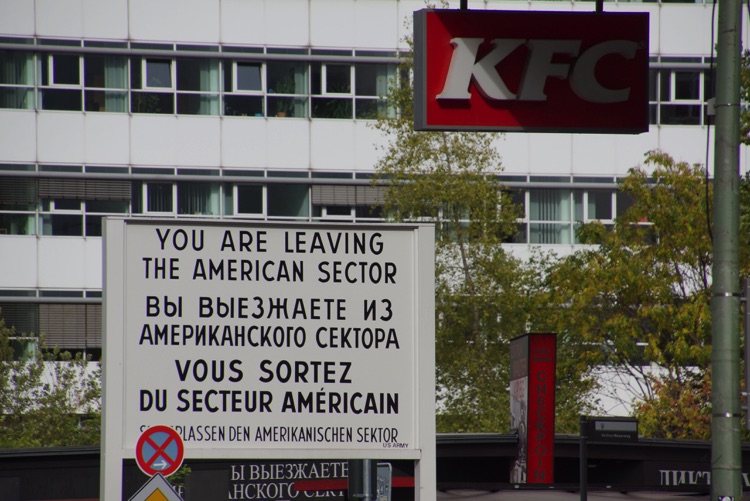 KFC
YOU ARE LEAVING
THE AMERICAN SECTOR
ВЫ ВЫЕЗЖАЕТЕ ИЗ
АМЕРИКАНСКОГО СЕКТОРА
VOUS SORTEZ
DU SECTEUR AMÉRICAIN
DEN AMERIKANISCHEN SEKTOR
US ARMY
Ы ВЫЕЗЖАЕТЕ